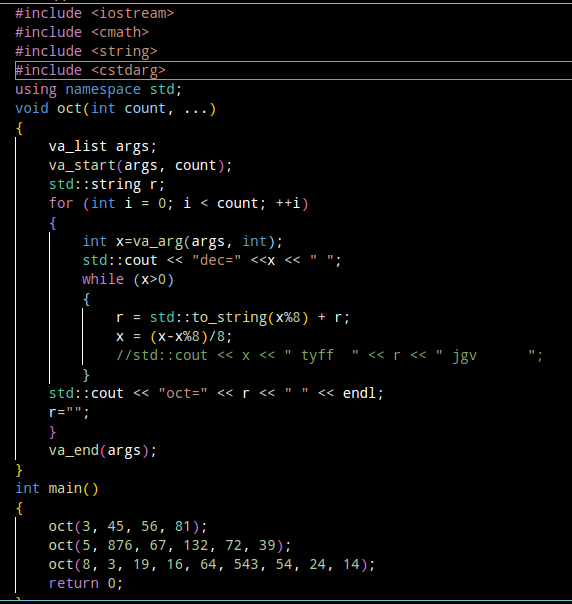 #include <iostream>
#include <cmath>
#include <string>
#include <cstdarg>
using namespace std;
void oct(int count, ...)
{
    va_list args;
    va_start(args, count);
    std::string r;
    for (int i = 0; i < count; ++i)
    {
        int x=va_arg(args, int);
        std::cout << "dec=" <<x << " ";
        while (x>0)
        {
            r = std::to_string(x%8) + r;
            x = (x-x%8)/8;
            //std::cout << x << " tyff  " << r << " jgv      ";
        }
    std::cout << "oct=" << r << " " << endl;
    r="";
    }
    va_end(args);
}
int main()
{
    oct(3, 45, 56, 81);
    oct(5, 876, 67, 132, 72, 39);
    oct(8, 3, 19, 16, 64, 543, 54, 24, 14);
    return 0;
}